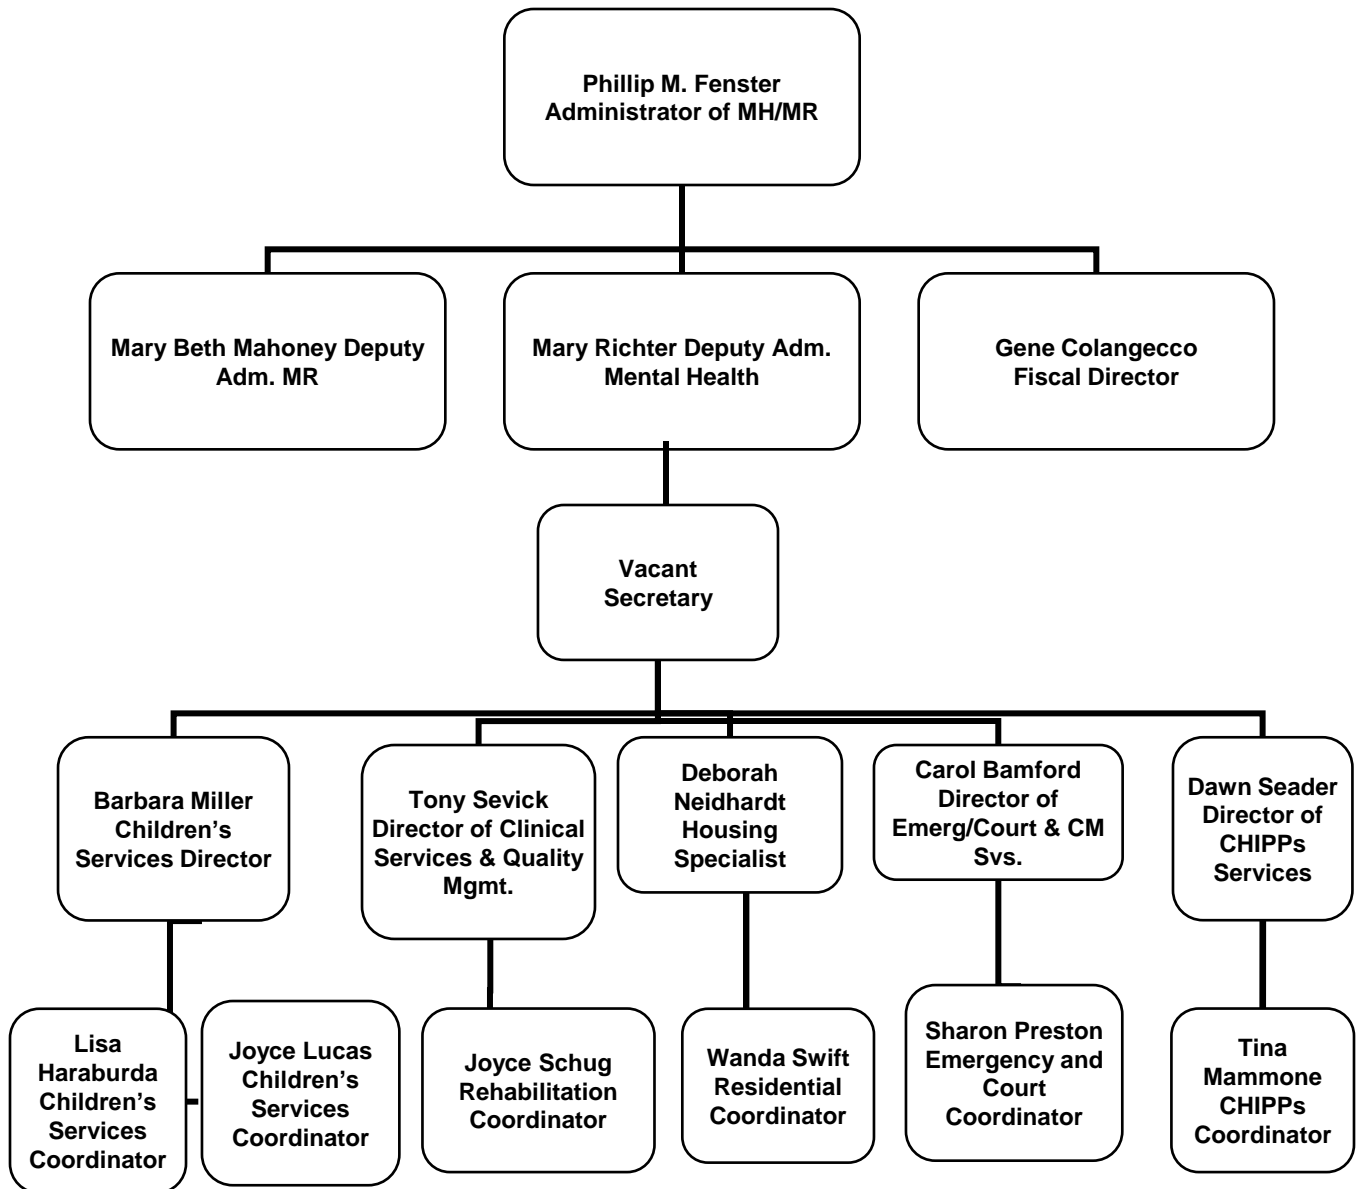 Phillip M. Fenster
Administrator of MH/MR
Mary Beth Mahoney Deputy
Adm. MR
Mary Richter Deputy Adm.
Mental Health
Gene Colangecco
Fiscal Director
Vacant
Secretary
Barbara Miller
Children’s
Services Director
Tony Sevick
Director of Clinical
Services & Quality
Mgmt.
Deborah
Neidhardt
Housing
Specialist
Carol Bamford
Director of
Emerg/Court & CM
Svs.
Dawn Seader
Director of
CHIPPs
Services
Lisa
Haraburda
Children’s
Services
Coordinator
Joyce Lucas
Children’s
Services
Coordinator
Joyce Schug
Rehabilitation
Coordinator
Wanda Swift
Residential
Coordinator
Sharon Preston
Emergency and
Court
Coordinator
Tina
Mammone
CHIPPs
Coordinator